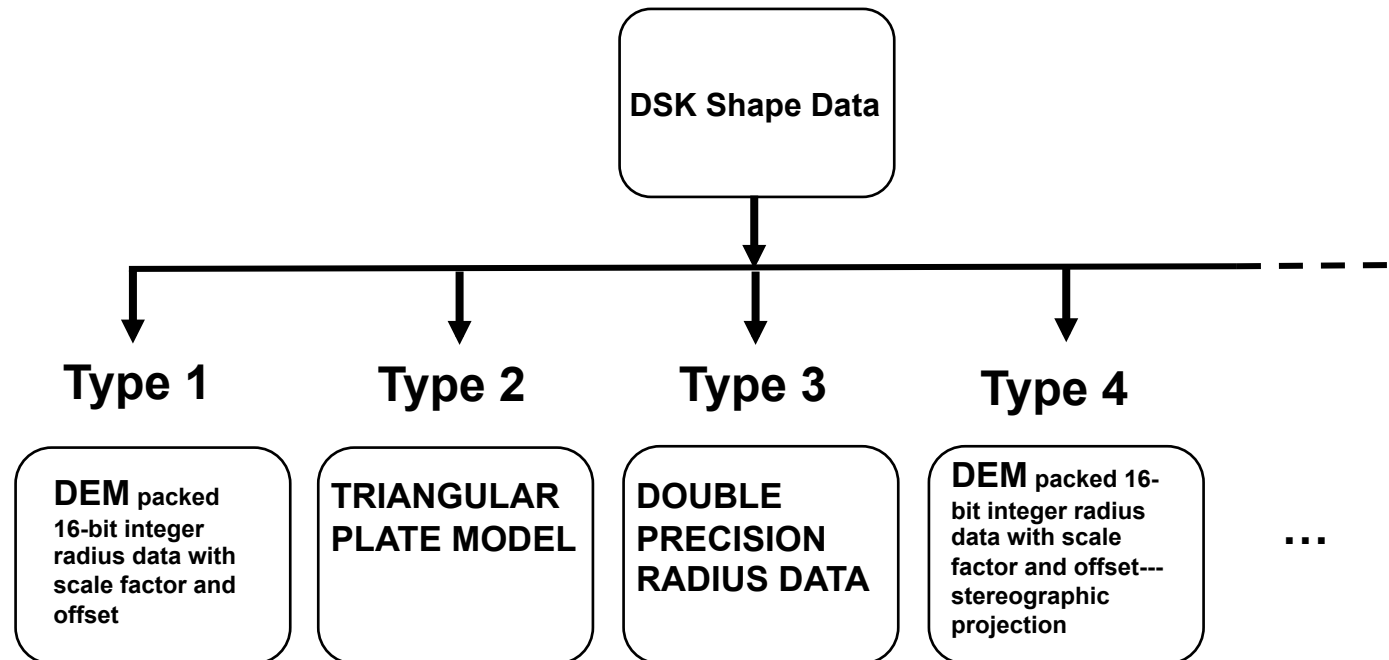 DSK Shape Data
Type 1
Type 2
Type 3
Type 4
DEM packed
16-bit integer
radius data with
scale factor and
offset
TRIANGULAR
PLATE MODEL
DOUBLE
PRECISION
RADIUS DATA
DEM packed 16-
bit integer radius
data with scale
factor and offset---
stereographic
projection
...